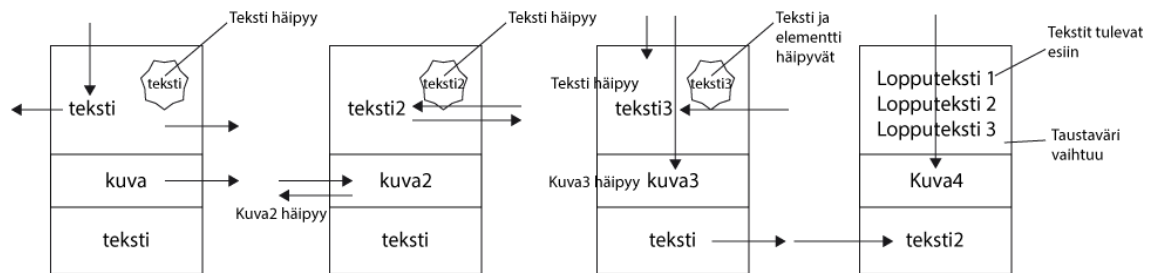 Teksti häipyy
teksti
teksti
kuva
teksti
Teksti häipyy
teksti2
teksti2
kuva2
Kuva2 häipyy
teksti
Teksti ja
elementti
häipyvät
Teksti häipyy
teksti3
teksti3
Kuva3 häipyy
kuva3
teksti
Tekstit tulevat
esiin
Lopputeksti 1
Lopputeksti 2
Lopputeksti 3
Taustaväri
vaihtuu
Kuva4
teksti2